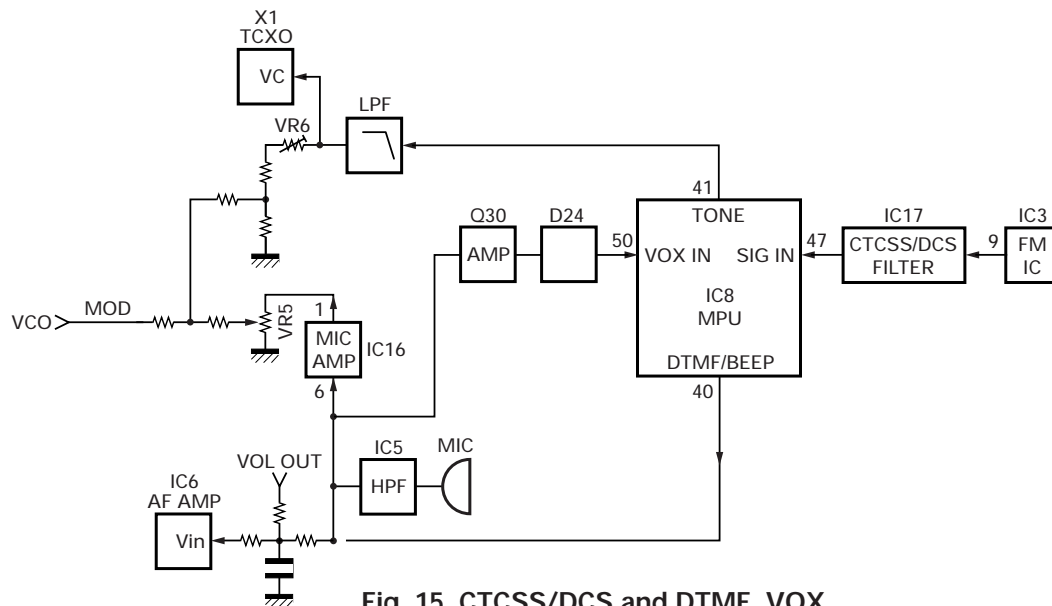 X1
TCXO
VC
LPF
VR6
41
TONE
Q30
AMP
D24
50
VOX IN
SIG IN
47
IC17
CTCSS/DCS
FILTER
9
IC3
FM
IC
IC8
MPU
VCO
MOD
VR5
1
MIC
AMP
IC16
6
DTMF/BEEP
40
IC5
HPF
MIC
VOL OUT
IC6
AF AMP
Vin
Fig. 15 CTCSS/DCS and DTMF, VOX